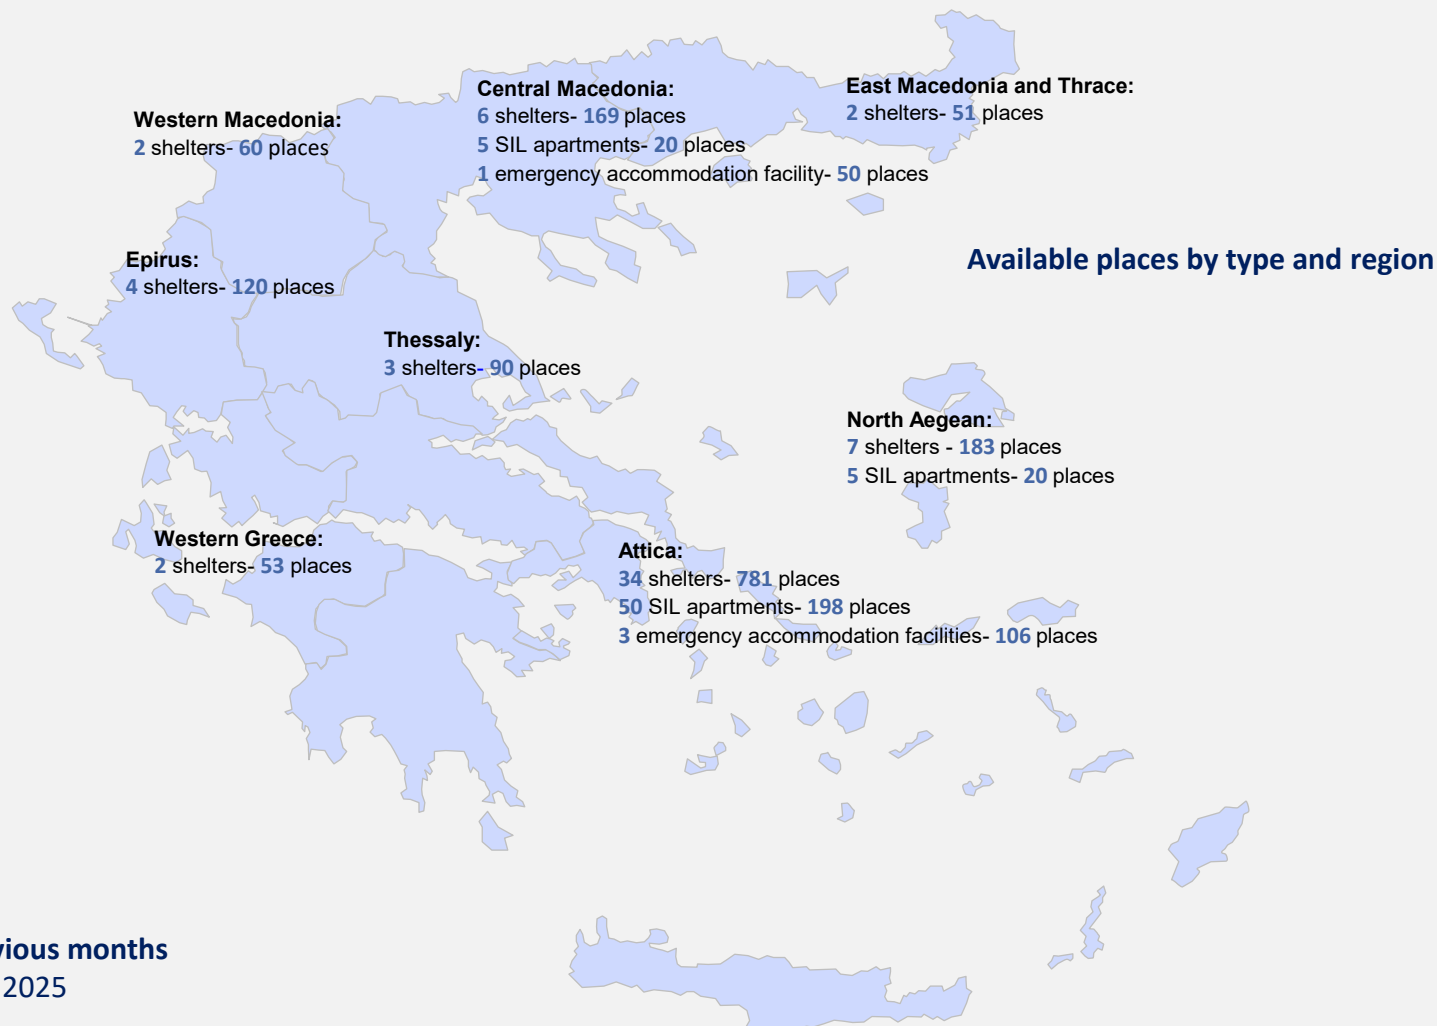 Central Macedonia:
6 shelters- 169 places
5 SIL apartments- 20 places
1 emergency accommodation facility- 50 places
East Macedonia and Thrace:
2 shelters- 51 places
Western Macedonia:
2 shelters- 60 places
Available places by type and region
Epirus:
4 shelters- 120 places
Thessaly:
3 shelters- 90 places
North Aegean:
7 shelters - 183 places
5 SIL apartments- 20 places
Western Greece:
2 shelters- 53 places
Attica:
34 shelters- 781 places
50 SIL apartments- 198 places
3 emergency accommodation facilities- 106 places
months
2025